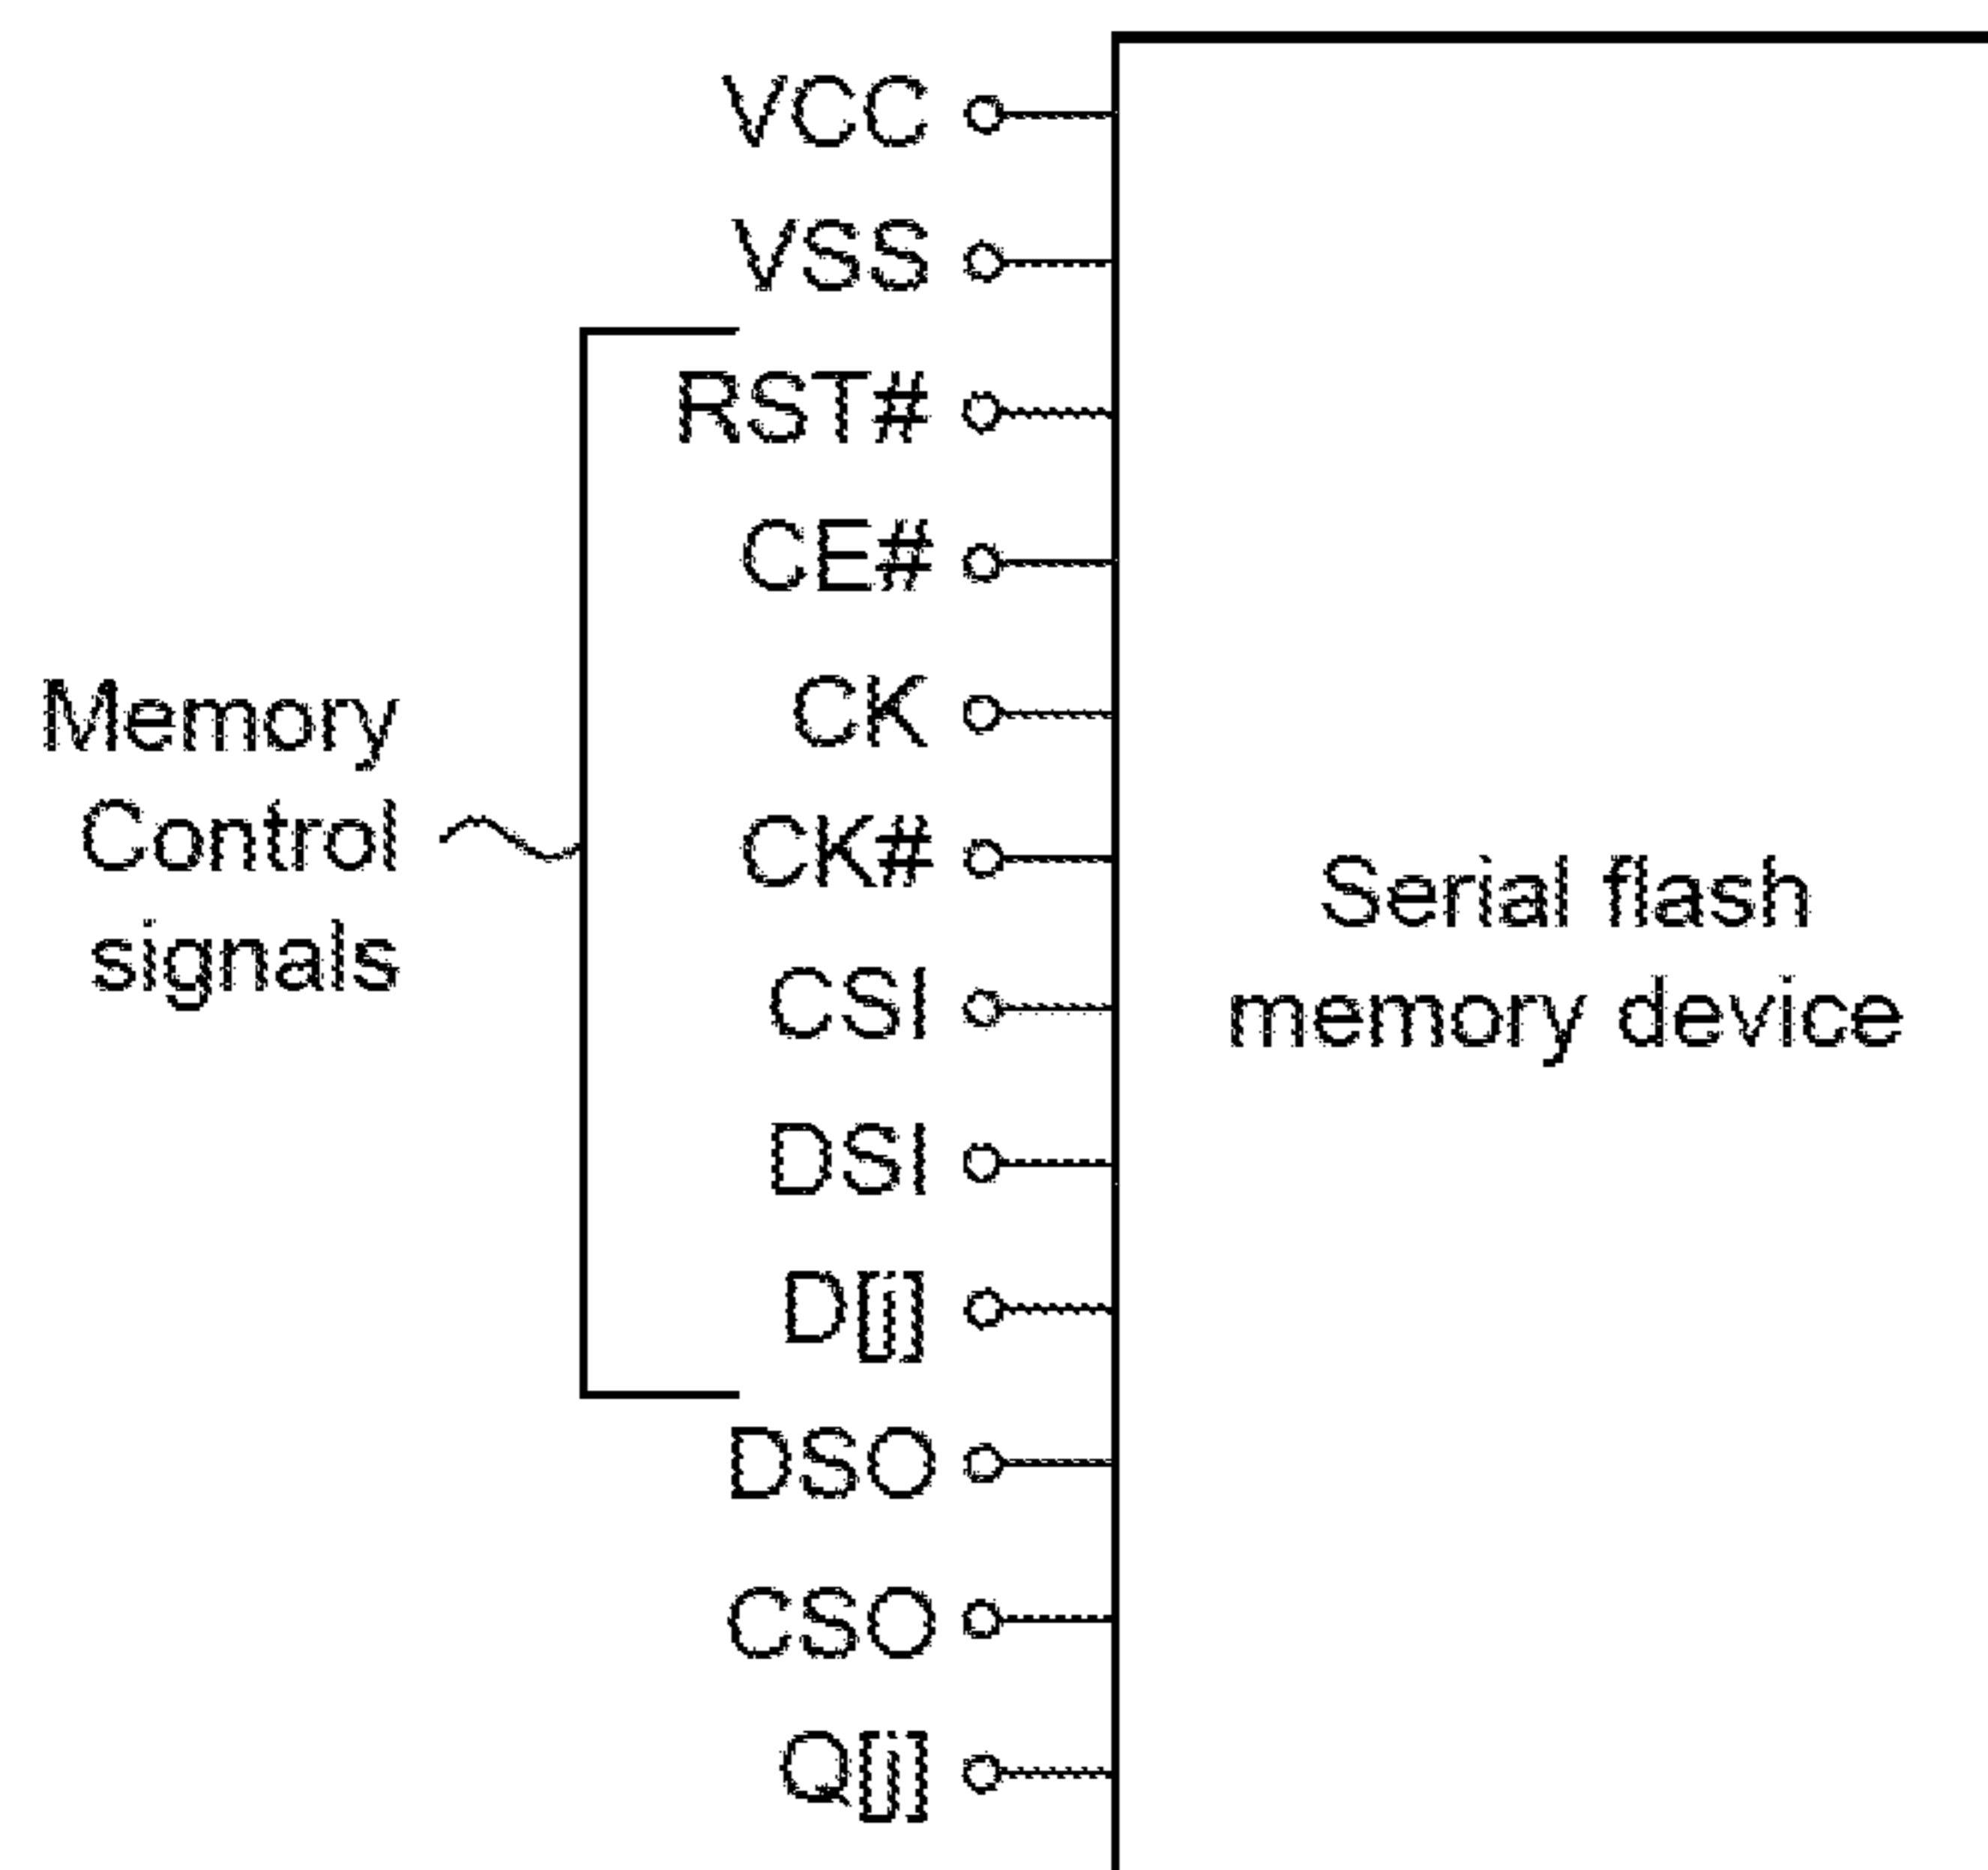 VCC
VSS
RST#
CE#
CK
CK#
CSI
DSI
D[j]
DSO
CSO
Q[j]
Memory
Control
signals
Serial flash
memory device